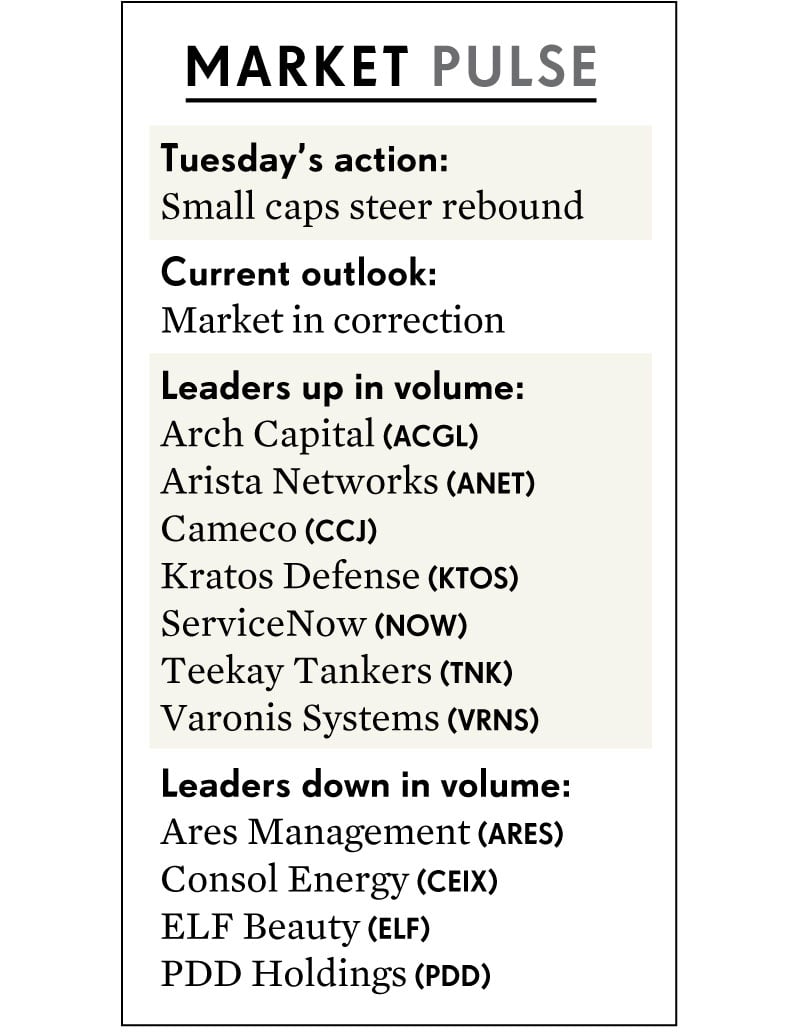 MARKET PULSE
Tuesday’s action:
Small caps steer rebound
Current outlook:
Market in correction
Leaders up in volume:
Arch Capital (ACGL)
Arista Networks (ANET)
Cameco (CCJ)
Kratos Defense (KTOS)
ServiceNow (NOW)
Teekay Tankers (TNK)
Varonis Systems (VRNS)
Leaders down in volume:
Ares Management (ARES)
Consol Energy (CEIX)
ELF Beauty (ELF)
PDD Holdings (PDD)